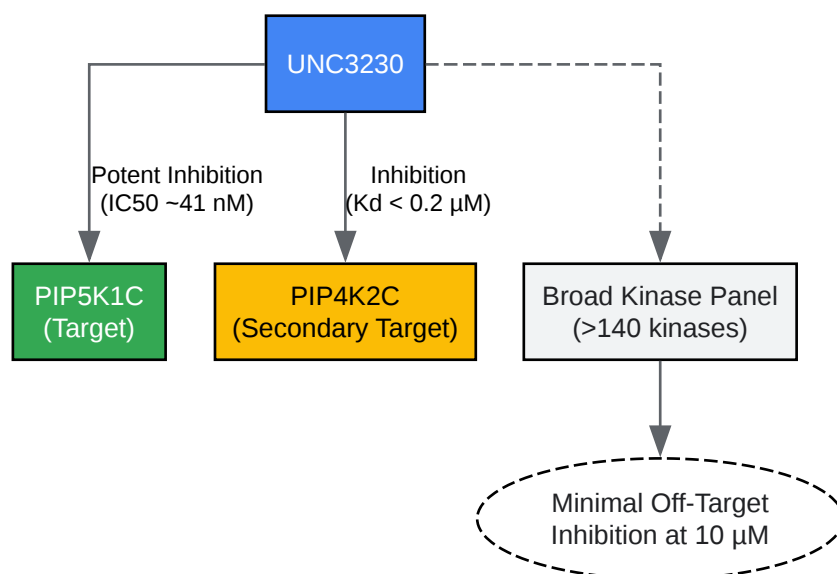 UNC3230
Potent Inhibition
(IC50 ~41 nM)
Inhibition
(Kd < 0.2 µM)
PIP5K1C
(Target)
PIP4K2C
(Secondary Target)
Broad Kinase Panel
(>140 kinases)
Minimal Off-Target
Inhibition at 10 µM